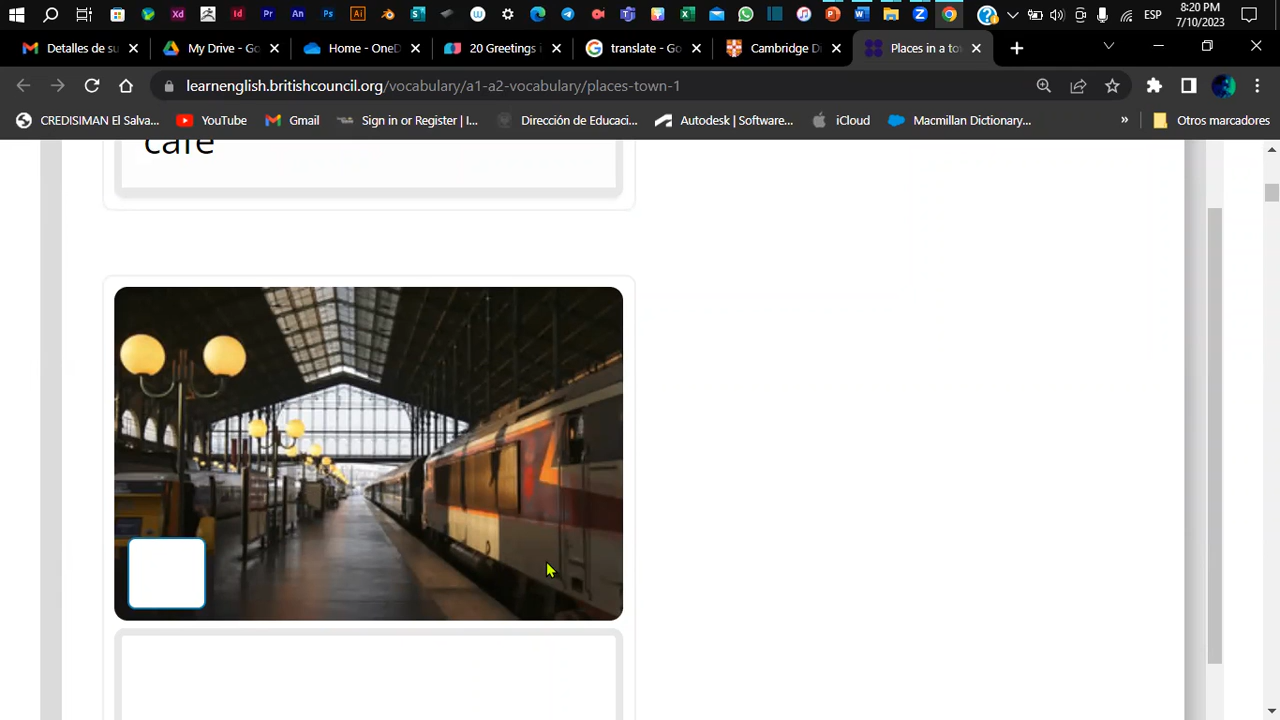 8:20 PM
ESP
7/10/2023
Detalles de su
My Drive - Go
Home - OneD
20 Greetings i
translate - Go
Cambridge Di
Places in a to
learnenglish.britishcouncil.org/vocabulary/a1-a2-vocabulary/places-town-1
CREDISIMAN El Salva...
YouTube
Gmail
Sign in or Register | I...
Dirección de Educaci...
Autodesk | Software...
iCloud
Macmillan Dictionary...
»
Otros marcadores
café